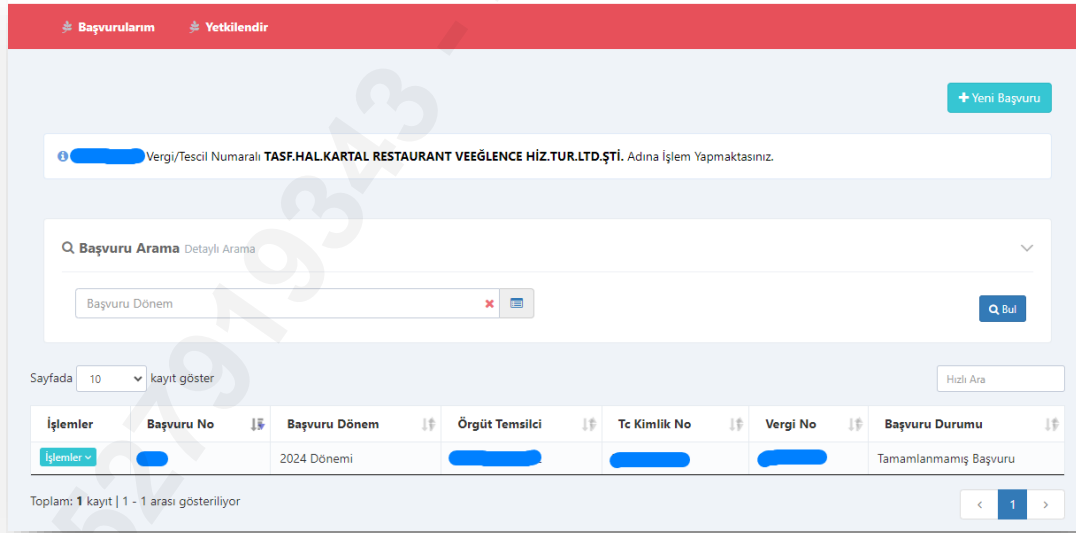 Başvurularım Yetkilendir
+ Yeni Başvuru
Vergi/Tescil Numaralı TASF.HAL.KARTAL RESTAURANT VEEĞLENCE HİZ.TUR.LTD.ŞTİ. Adına İşlem Yapmaktasınız.
Başvuru Arama Detaylı Arama
Başvuru Dönem
Bul
Sayfada 10 kayıt göster
Hızlı Ara
İşlemler Başvuru No Başvuru Dönem Örgüt Temsilci Tc Kimlik No Vergi No Başvuru Durumu
İşlemler 2024 Dönemi Tamamlanmamış Başvuru
Toplam: 1 kayıt | 1 - 1 arası gösteriliyor
< 1 >